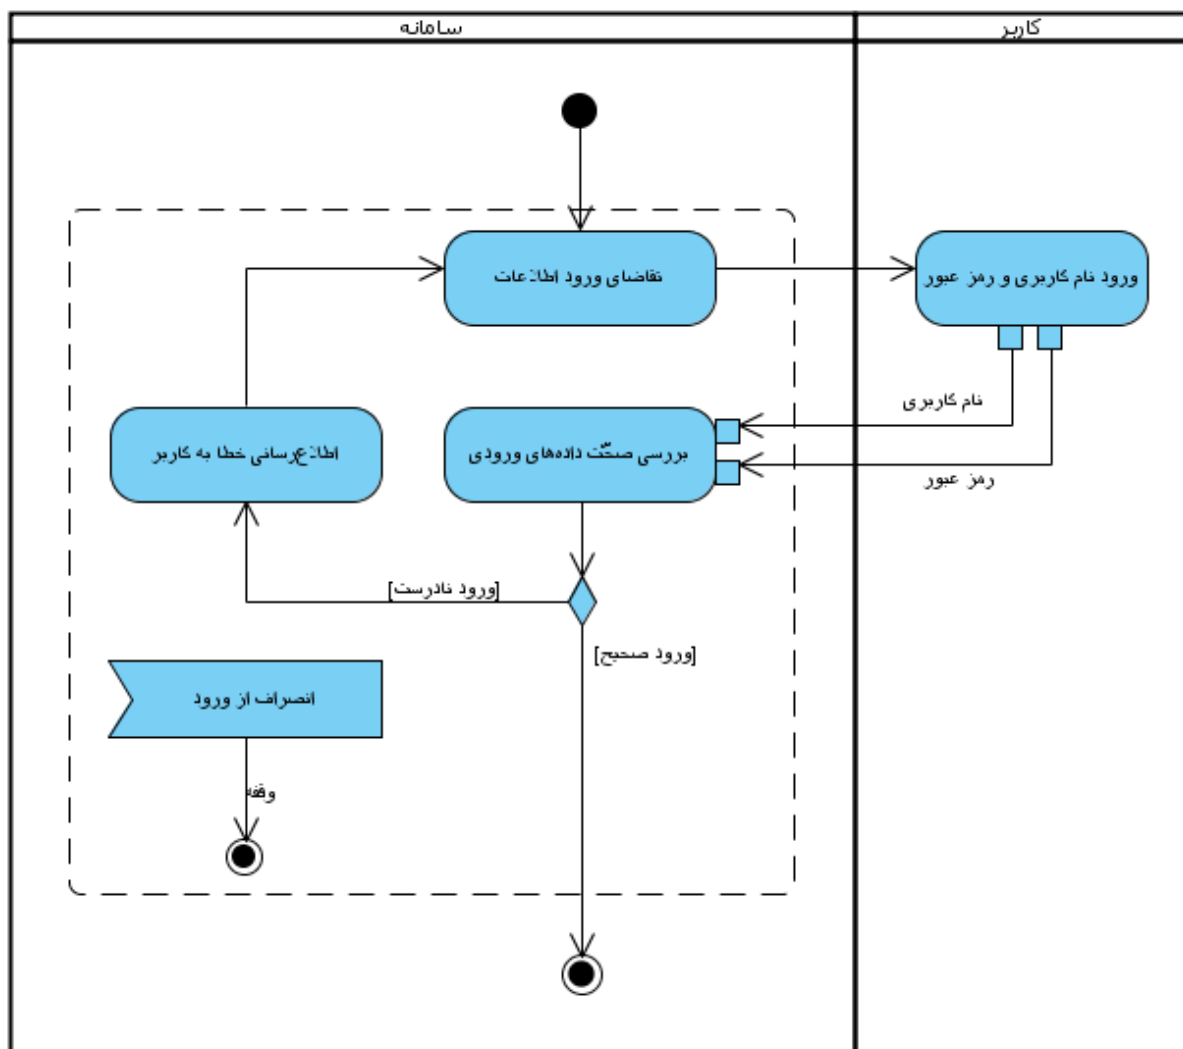 سامانه
کاربر
تقاضای ورود اطلاعات
ورود نام کاربری و رمز عبور
نام کاربری
رمز عبور
بررسی صحّت داده‌های ورودی
اطلاع‌رسانی خطا به کاربر
[ورود نادرست]
[ورود صحیح]
انصراف از ورود
وقفه